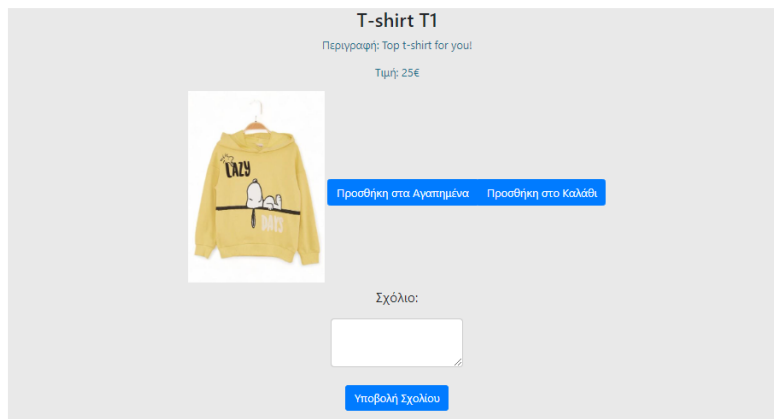 T-shirt T1
Περιγραφή: Top t-shirt for you!
Τιμή: 25€
LAZY
DAYS
Προσθήκη στα Αγαπημένα Προσθήκη στο Καλάθι
Σχόλιο:
Υποβολή Σχολίου